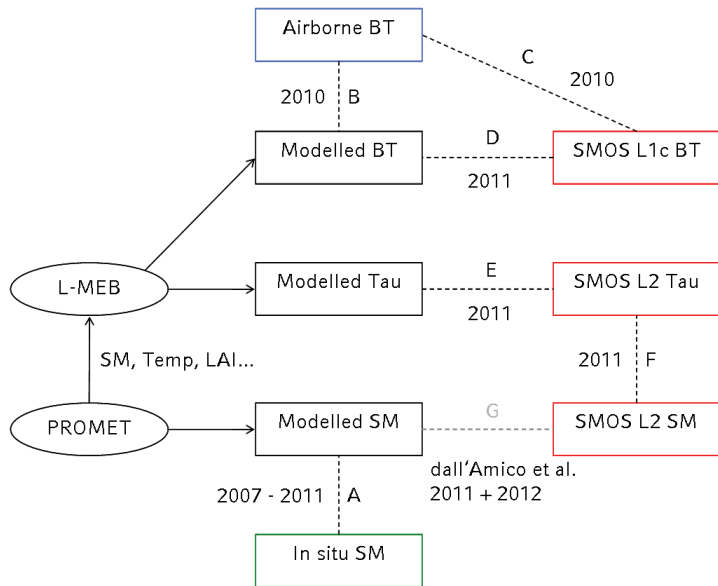 Airborne BT
C
2010
B
2010
Modelled BT
D
SMOS L1c BT
2011
L-MEB
Modelled Tau
E
SMOS L2 Tau
2011
SM, Temp, LAI...
2011
F
PROMET
Modelled SM
G
SMOS L2 SM
dall'Amico et al.
2011 + 2012
2007 - 2011
A
In situ SM